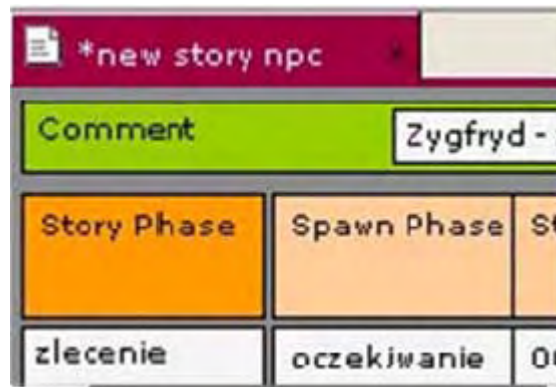 *new story npc
Comment Zygfryd -
Story Phase Spawn Phase
zlecenie oczekiwanie